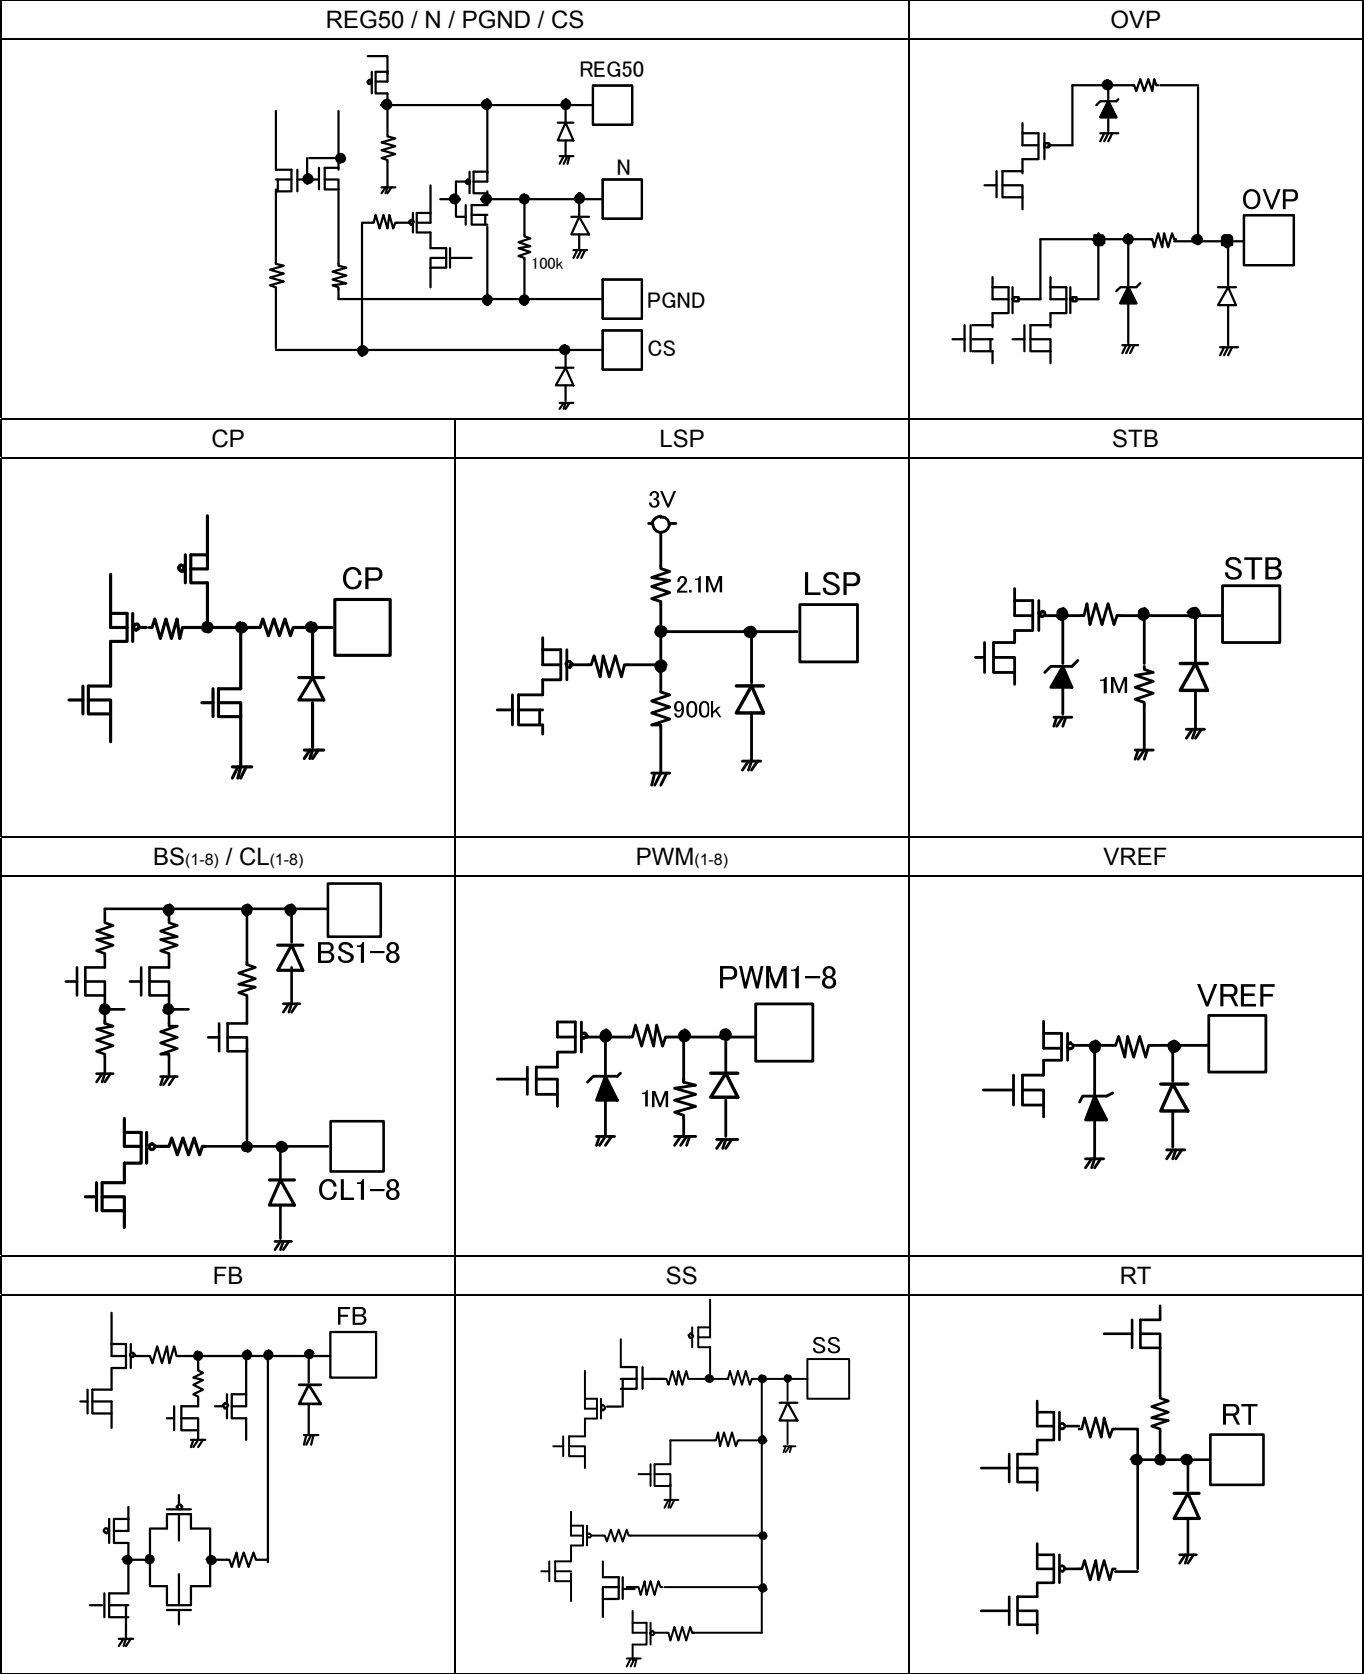 REG50 / N / PGND / CS
OVP
REG50
N
100k
PGND
CS
OVP
CP
LSP
STB
CP
3V
2.1M
LSP
900k
STB
1M
BS(1-8) / CL(1-8)
PWM(1-8)
VREF
BS1-8
CL1-8
PWM1-8
1M
VREF
FB
SS
RT
FB
SS
RT